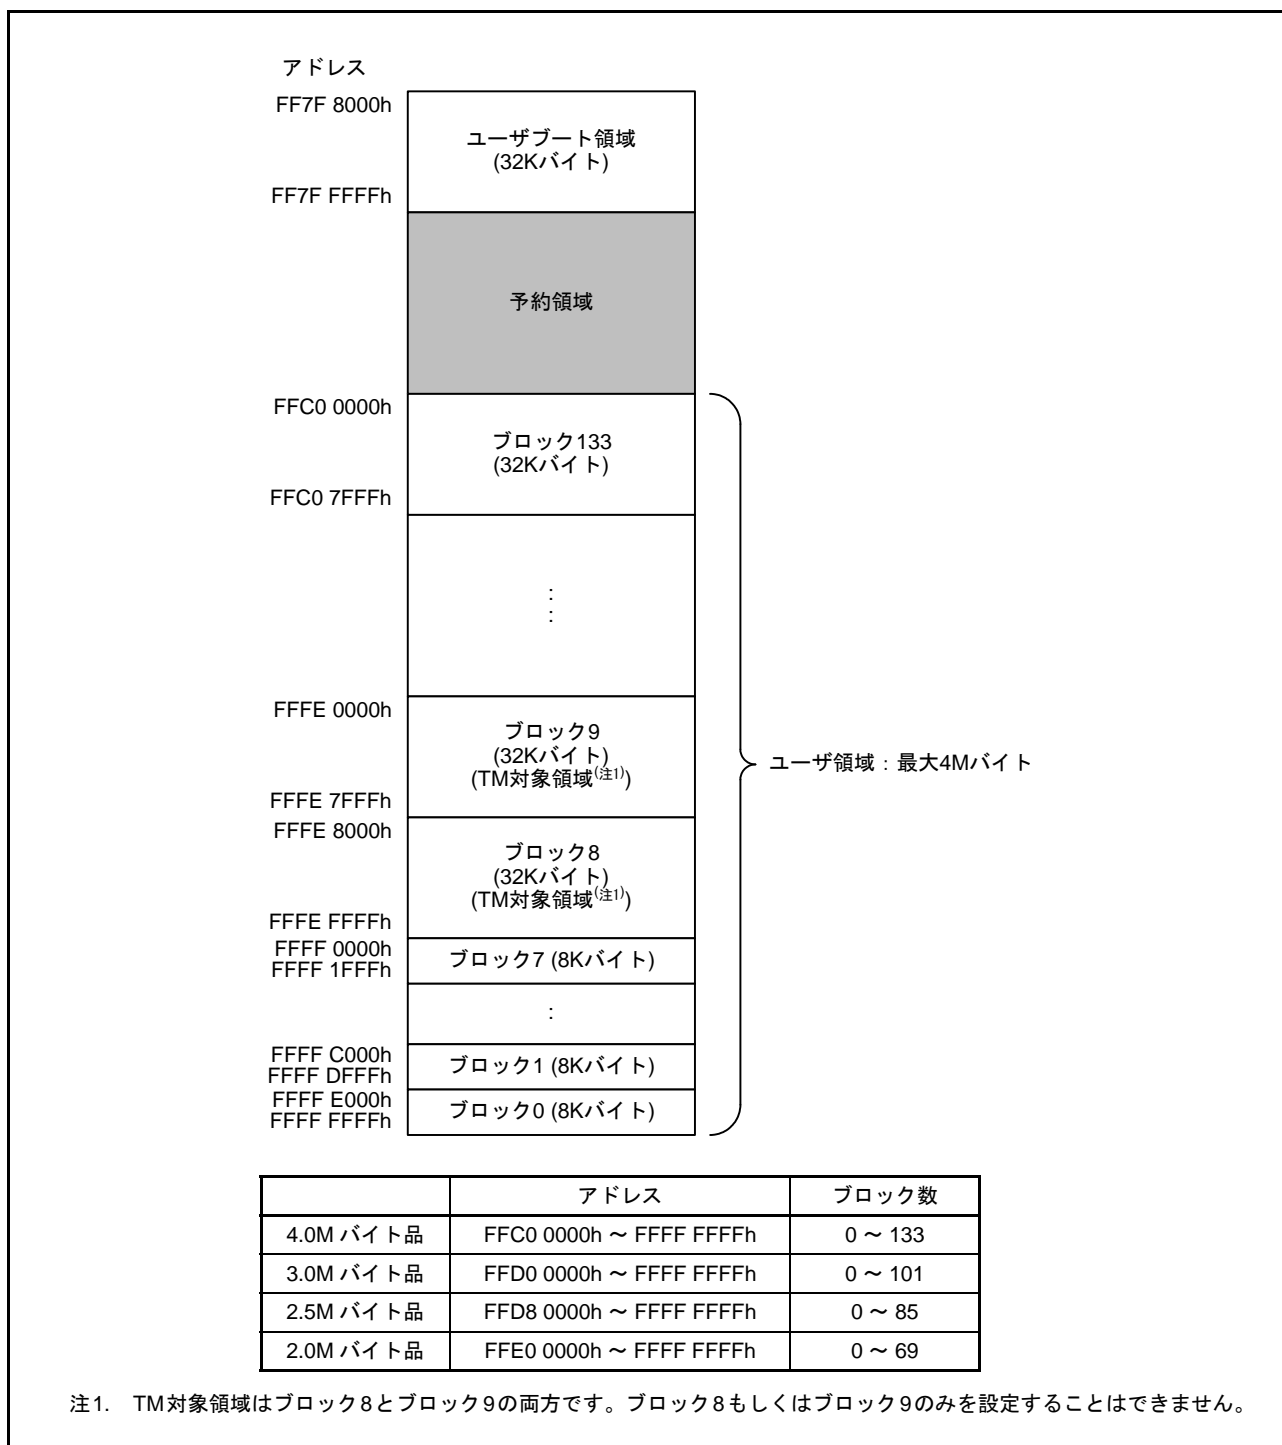 アドレス
FF7F 8000h
ユーザブート領域
(32Kバイト)
FF7F FFFFh
予約領域
FFC0 0000h
ブロック133
(32Kバイト)
FFC0 7FFFh
:
:
FFFE 0000h
ブロック9
(32Kバイト)
(TM対象領域(注1))
ユーザ領域:最大4Mバイト
FFFE 7FFFh
FFFE 8000h
ブロック8
(32Kバイト)
(TM対象領域(注1))
FFFE FFFFh
FFFF 0000h
FFFF 1FFFh
ブロック7 (8Kバイト)
:
FFFF C000h
FFFF DFFFh
ブロック1 (8Kバイト)
FFFF E000h
FFFF FFFFh
ブロック0 (8Kバイト)
アドレス ブロック数
4.0M バイト品 FFC0 0000h ~ FFFF FFFFh 0 ~ 133
3.0M バイト品 FFD0 0000h ~ FFFF FFFFh 0 ~ 101
2.5M バイト品 FFD8 0000h ~ FFFF FFFFh 0 ~ 85
2.0M バイト品 FFE0 0000h ~ FFFF FFFFh 0 ~ 69
注1. TM対象領域はブロック8とブロック9の両方です。ブロック8もしくはブロック9のみを設定することはできません。